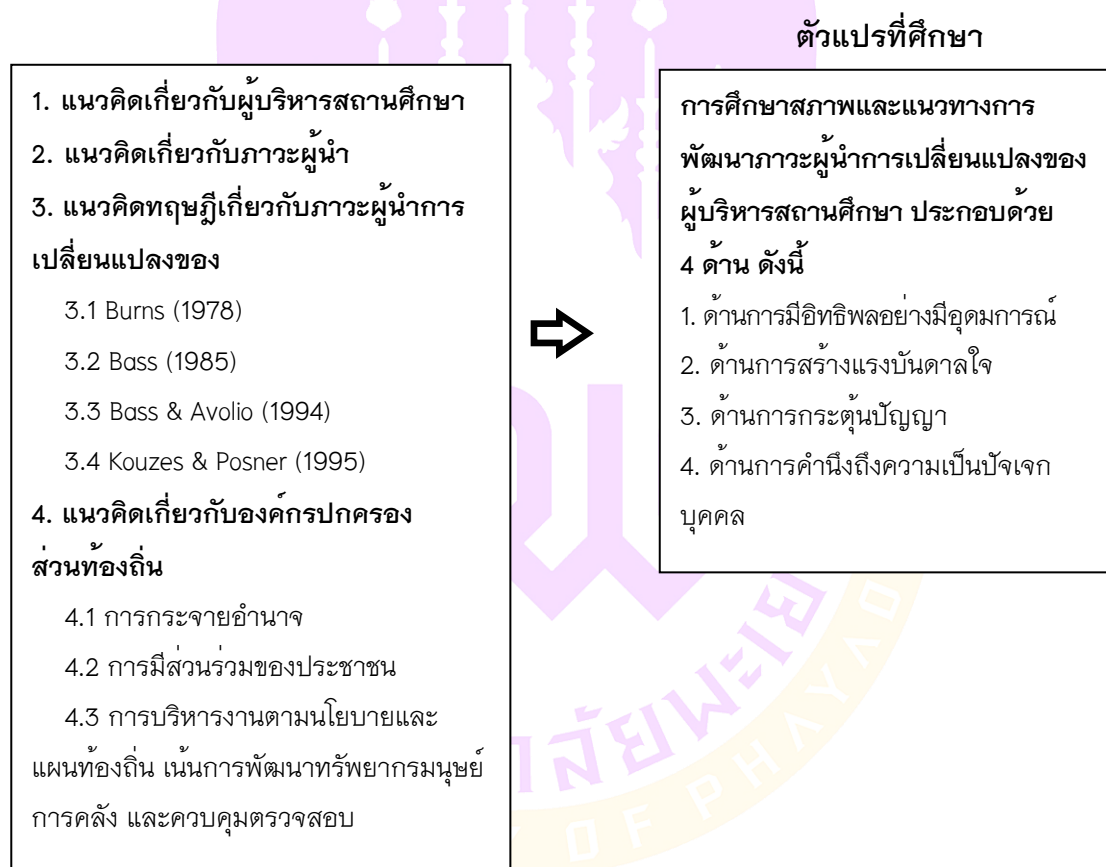 ตัวแปรที่ศึกษา
1. แนวคิดเกี่ยวกับผู้บริหารสถานศึกษา
2. แนวคิดเกี่ยวกับภาวะผู้นำ
3. แนวคิดทฤษฎีเกี่ยวกับภาวะผู้นำการ
เปลี่ยนแปลงของ
3.1 Burns (1978)
3.2 Bass (1985)
3.3 Bass & Avolio (1994)
3.4 Kouzes & Posner (1995)
4. แนวคิดเกี่ยวกับองค์กรปกครอง
ส่วนท้องถิ่น
4.1 การกระจายอำนาจ
4.2 การมีส่วนร่วมของประชาชน
4.3 การบริหารงานตามนโยบายและ
แผนท้องถิ่น เน้นการพัฒนาทรัพยากรมนุษย์
การคลัง และควบคุมตรวจสอบ
การศึกษาสภาพและแนวทางการ
พัฒนาภาวะผู้นำการเปลี่ยนแปลงของ
ผู้บริหารสถานศึกษา ประกอบด้วย
4 ด้าน ดังนี้
1. ด้านการมีอิทธิพลอย่างมีอุดมการณ์
2. ด้านการสร้างแรงบันดาลใจ
3. ด้านการกระตุ้นปัญญา
4. ด้านการคำนึงถึงความเป็นปัจเจก
บุคคล
OF PHAYAO